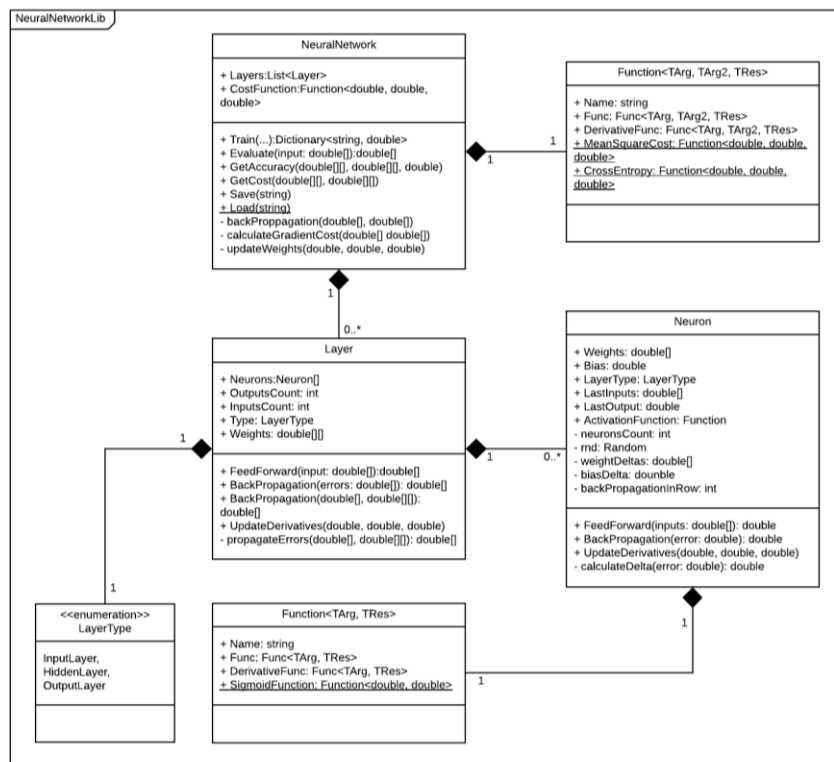 NeuralNetworkLib
NeuralNetwork
+ Layers:List<Layer>
+ CostFunction:Function<double, double,
double>
+ Train(...):Dictionary<string, double>
+ Evaluate(input: double[]):double[]
+ GetAccuracy(double[][], double[][], double)
+ GetCost(double[][], double[][])
+ Save(string)
+ Load(string)
- backProppagation(double[], double[])
- calculateGradientCost(double[] double[])
- updateWeights(double, double, double)
1
1
Function<TArg, TArg2, TRes>
+ Name: string
+ Func: Func<TArg, TArg2, TRes>
+ DerivativeFunc: Func<TArg, TArg2, TRes>
+ MeanSquareCost: Function<double, double,
double>
+ CrossEntropy: Function<double, double,
double>
1
0..*
Layer
+ Neurons:Neuron[]
+ OutputsCount: int
+ InputsCount: int
+ Type: LayerType
+ Weights: double[][]
+ FeedForward(input: double[]):double[]
+ BackPropagation(errors: double[]): double[]
+ BackPropagation(double[], double[][]):
double[]
+ UpdateDerivatives(double, double, double)
- propagateErrors(double[], double[][]): double[]
1
1
0..*
Neuron
+ Weights: double[]
+ Bias: double
+ LayerType: LayerType
+ LastInputs: double[]
+ LastOutput: double
+ ActivationFunction: Function
- neuronsCount: int
- rnd: Random
- weightDeltas: double[]
- biasDelta: dounble
- backPropagationInRow: int
+ FeedForward(inputs: double[]): double
+ BackPropagation(error: double): double
+ UpdateDerivatives(double, double, double)
- calculateDelta(error: double): double
1
<<enumeration>>
LayerType
InputLayer,
HiddenLayer,
OutputLayer
Function<TArg, TRes>
+ Name: string
+ Func: Func<TArg, TRes>
+ DerivativeFunc: Func<TArg, TRes>
+ SigmoidFunction: Function<double, double>
1
1